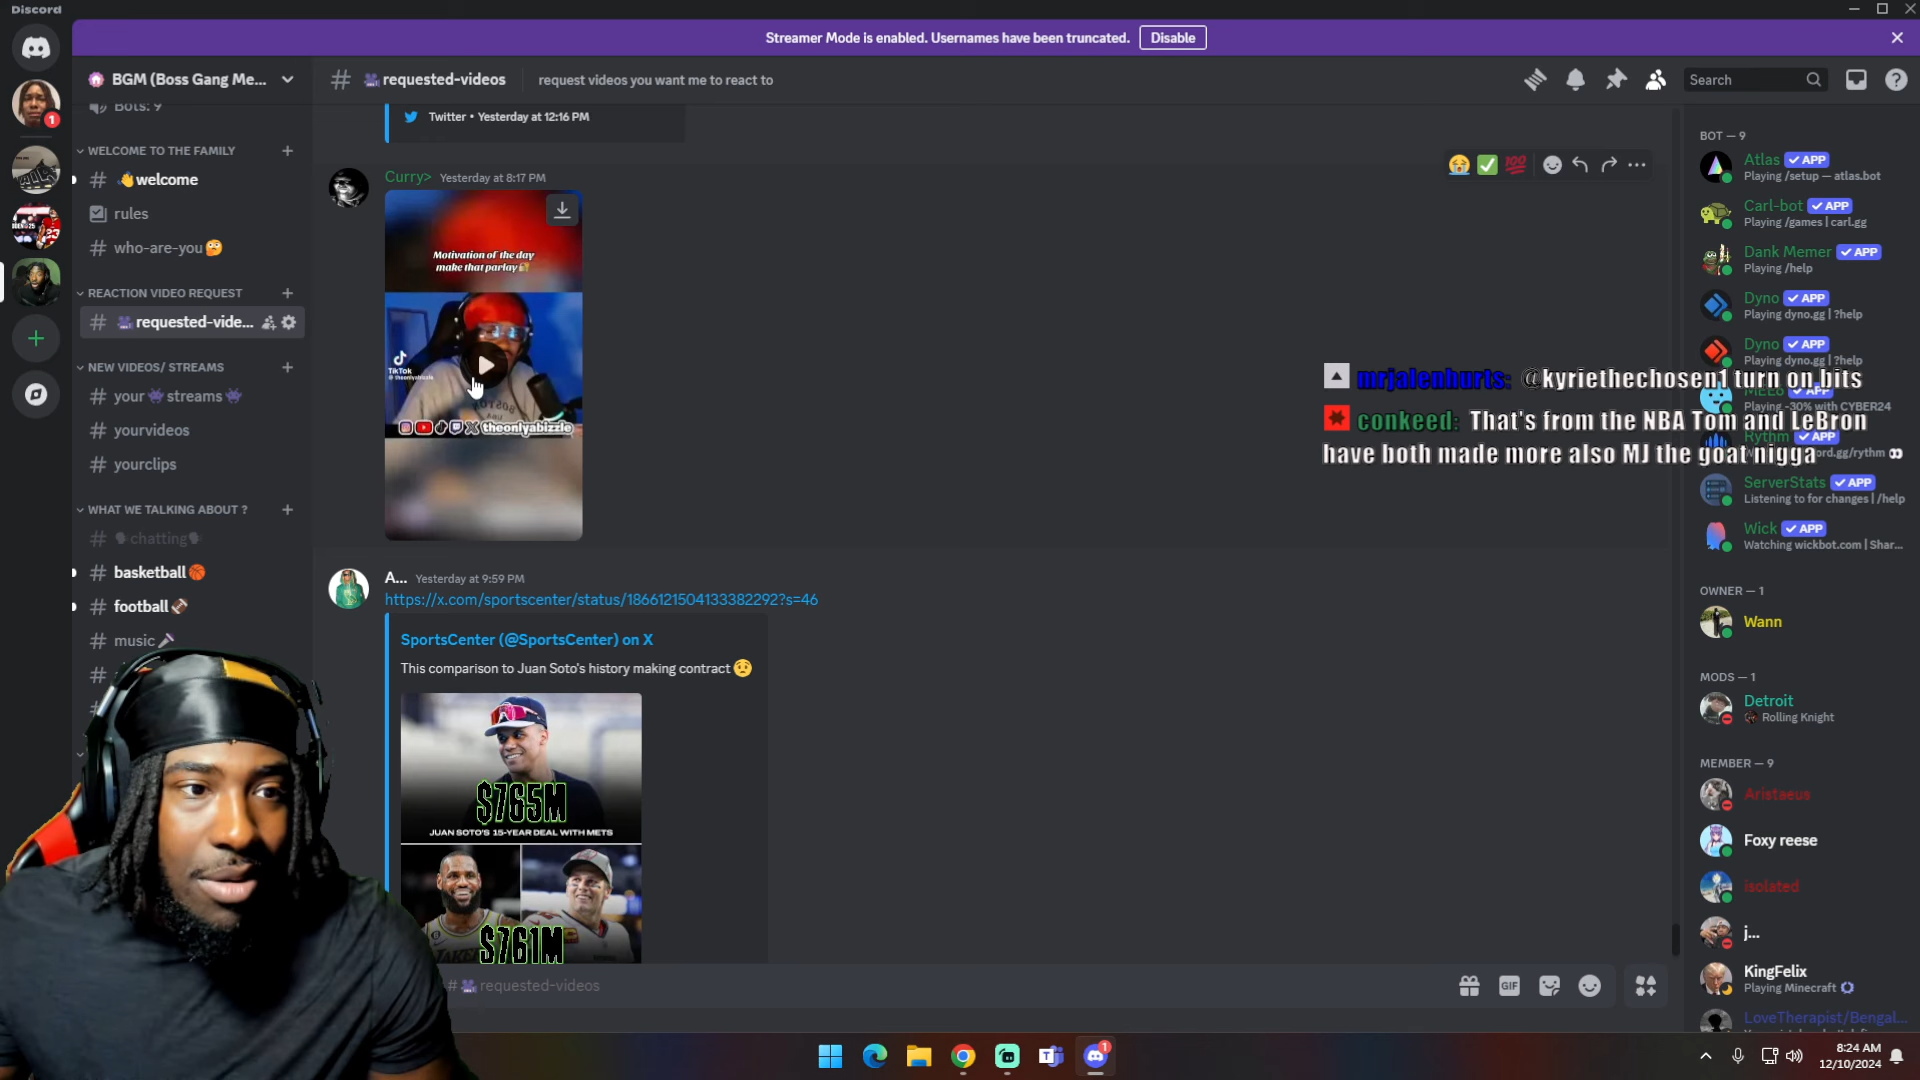 Discord
Streamer Mode is enabled. Usernames have been truncated.
Disable
BGM (Boss Gang Me...
requested-videos
request videos you want me to react to
Search
Bots: 9
WELCOME TO THE FAMILY
welcome
rules
who-are-you
REACTION VIDEO REQUEST
requested-vide...
NEW VIDEOS/ STREAMS
your streams
yourvideos
yourclips
WHAT WE TALKING ABOUT ?
chatting
basketball
football
music
Twitter • Yesterday at 12:16 PM
Curry> Yesterday at 8:17 PM
Motivation of the day
make that parlay
TikTok
@ theonlyabizzle
theonlyabizzle
A... Yesterday at 9:59 PM
https://x.com/sportscenter/status/1866121504133382292?s=46
SportsCenter (@SportsCenter) on X
This comparison to Juan Soto's history making contract
$765M
JUAN SOTO'S 15-YEAR DEAL WITH METS
$761M
# requested-videos
GIF
mrjalenhurts: @kyriethechosen1 turn on bits
conkeed: That's from the NBA Tom and LeBron
have both made more also MJ the goat nigga
BOT — 9
Atlas APP
Playing /setup — atlas.bot
Carl-bot APP
Playing /games | carl.gg
Dank Memer APP
Playing /help
Dyno APP
Playing dyno.gg | ?help
Dyno APP
Playing dyno.gg | ?help
MEE6 APP
Playing -30% with CYBER24
Rythm APP
ord.gg/rythm
ServerStats APP
Listening to for changes | /help
Wick APP
Watching wickbot.com | Shar...
OWNER — 1
Wann
MODS — 1
Detroit
Rolling Knight
MEMBER — 9
Aristaeus
Foxy reese
isolated
j...
KingFelix
Playing Minecraft
LoveTherapist/Bengal...
8:24 AM
12/10/2024